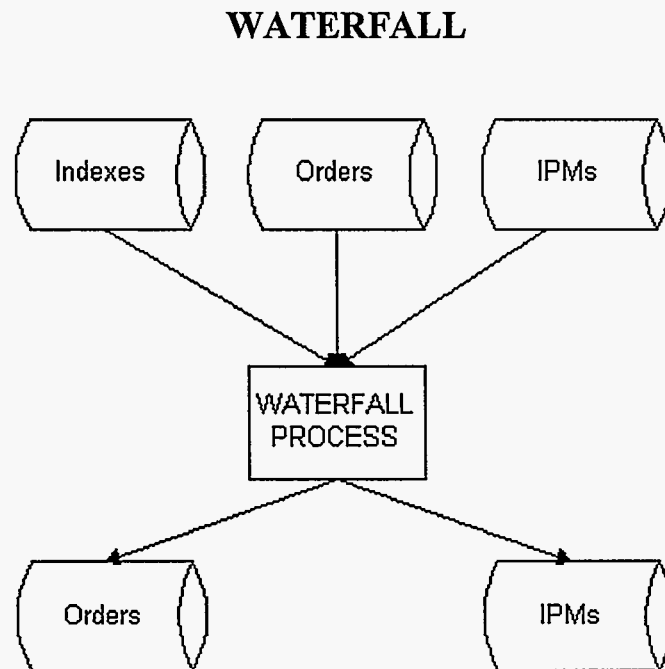 WATERFALL
Indexes
Orders
IPMs
WATERFALL
PROCESS
Orders
IPMs